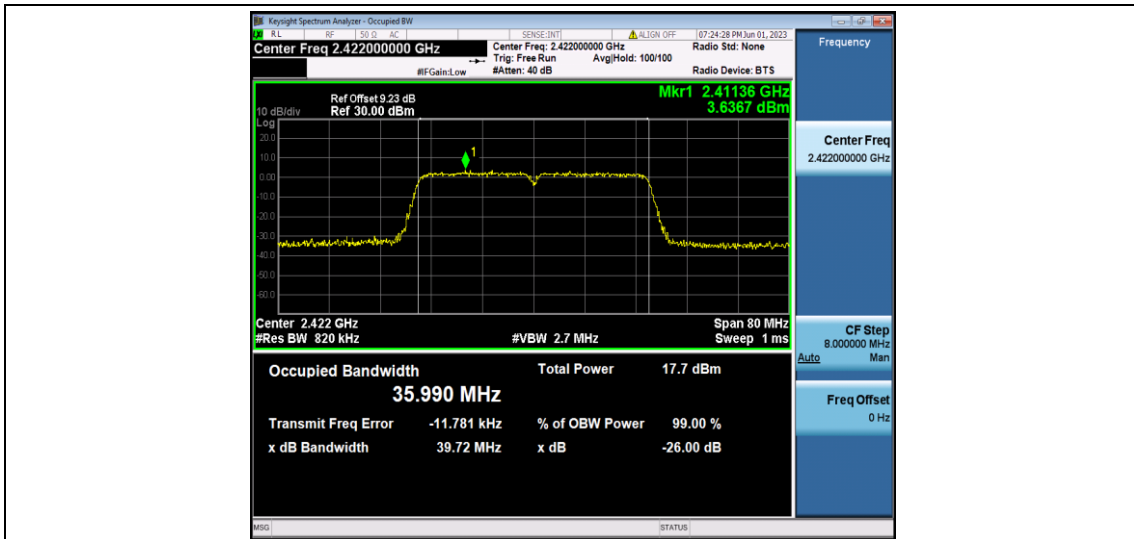 Keysight Spectrum Analyzer - Occupied BW
RL RF 50 Ω AC SENSE:INT ALIGN OFF 07:24:28 PM Jun 01, 2023
Center Freq 2.422000000 GHz
Center Freq: 2.422000000 GHz
Radio Std: None
Trig: Free Run Avg|Hold: 100/100
#IFGain:Low
#Atten: 40 dB
Radio Device: BTS
Frequency
Mkr1 2.41136 GHz
3.6367 dBm
Ref Offset 9.23 dB
10 dB/div Ref 30.00 dBm
Log
20.0
10.0
0.00
-10.0
-20.0
-30.0
-40.0
-50.0
-60.0
1
Center 2.422 GHz Span 80 MHz
#Res BW 820 kHz #VBW 2.7 MHz Sweep 1 ms
Center Freq
2.422000000 GHz
CF Step
8.000000 MHz
Auto Man
Freq Offset
0 Hz
Occupied Bandwidth Total Power 17.7 dBm
35.990 MHz
Transmit Freq Error -11.781 kHz % of OBW Power 99.00 %
x dB Bandwidth 39.72 MHz x dB -26.00 dB
MSG STATUS